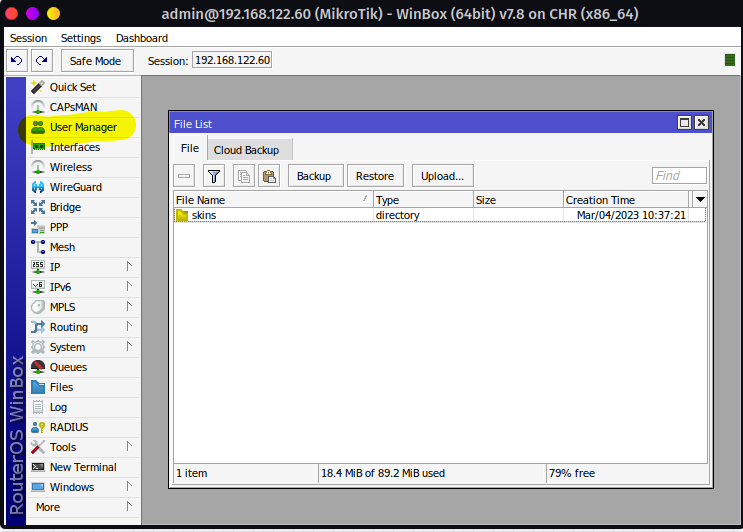 admin@192.168.122.60 (MikroTik) - WinBox (64bit) v7.8 on CHR (x86_64)
Session Settings Dashboard
Safe Mode Session: 192.168.122.60
RouterOS WinBox
Quick Set
CAPsMAN
User Manager
Interfaces
Wireless
WireGuard
Bridge
PPP
Mesh
255 IP
v6 IPv6
MPLS
Routing
System
Queues
Files
Log
RADIUS
Tools
New Terminal
Windows
More
File List
File Cloud Backup
Backup Restore Upload... Find
File Name Type Size Creation Time
skins directory Mar/04/2023 10:37:21
1 item 18.4 MiB of 89.2 MiB used 79% free